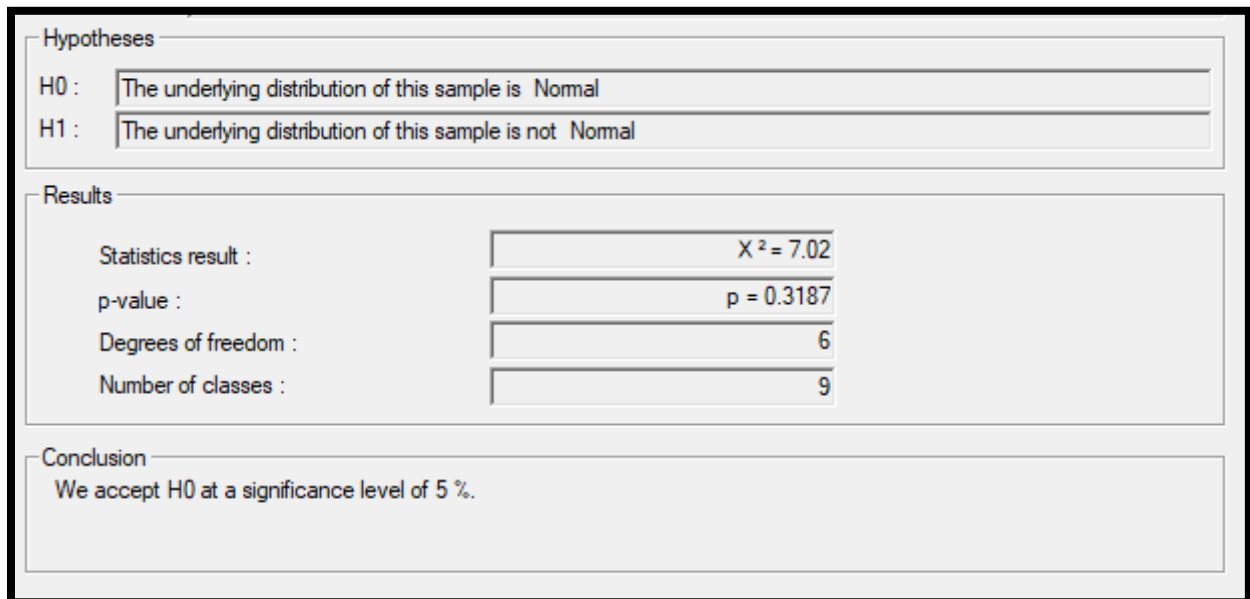 Hypotheses
H0 : The underlying distribution of this sample is Normal
H1 : The underlying distribution of this sample is not Normal
Results
Statistics result : X ² = 7.02
p-value : p = 0.3187
Degrees of freedom : 6
Number of classes : 9
Conclusion
We accept H0 at a significance level of 5 %.